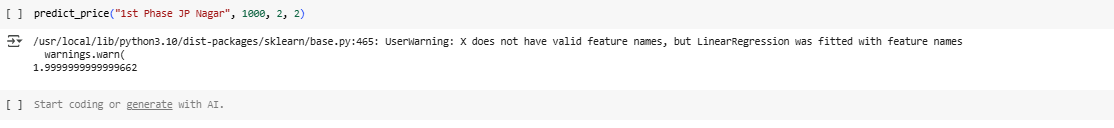 [ ] predict_price("1st Phase JP Nagar", 1000, 2, 2)
/usr/local/lib/python3.10/dist-packages/sklearn/base.py:465: UserWarning: X does not have valid feature names, but LinearRegression was fitted with feature names
warnings.warn(
1.9999999999999662
[ ] Start coding or generate with AI.